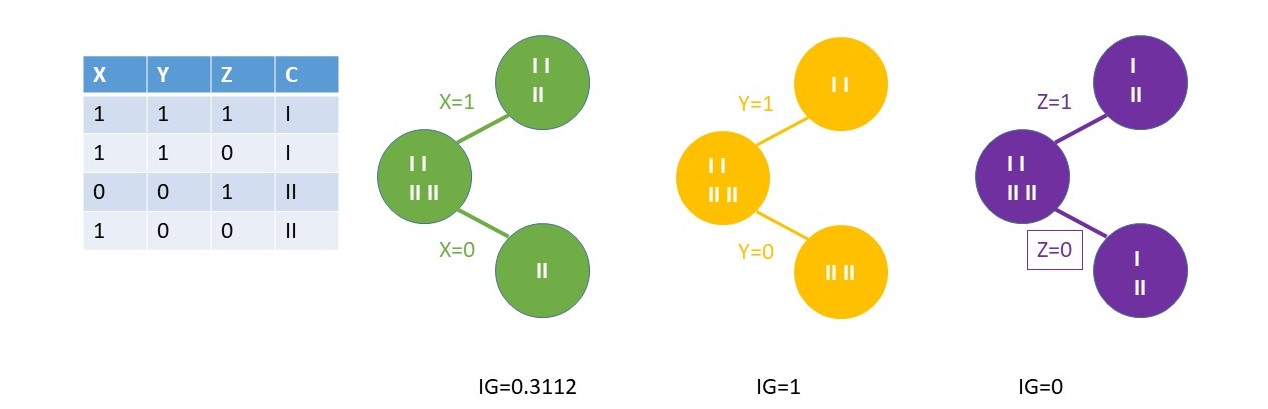 X Y Z C
1 1 1 I
1 1 0 I
0 0 1 II
1 0 0 II
X=1
I I
II
I I
II II
X=0
II
IG=0.3112
Y=1
I I
I I
II II
Y=0
II II
IG=1
Z=1
I
II
I I
II II
Z=0
I
II
IG=0